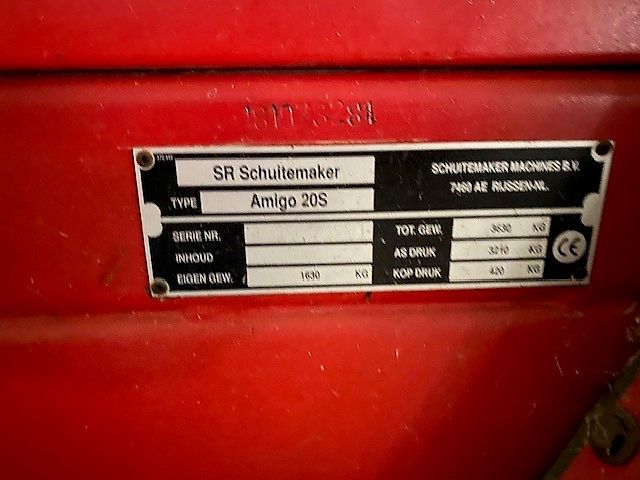 SR Schuitemaker
SCHUITEMAKER MACHINES B.V.
7460 AE RIJSSEN-NL.
TYPE Amigo 20S
SERIE NR.
TOT. GEW. 3630 KG
INHOUD
AS DRUK 3210 KG
EIGEN GEW. 1630 KG
KOP DRUK 420 KG
CE